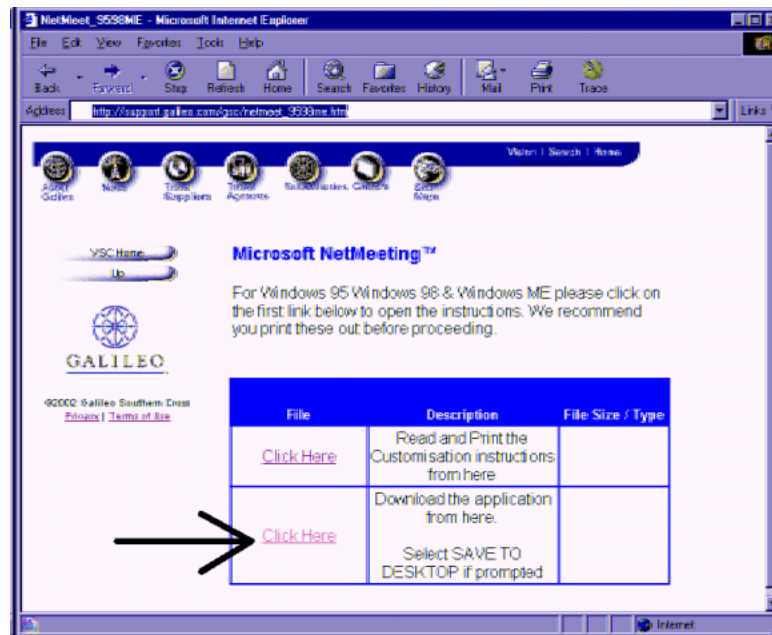 NetMeet_9598ME - Microsoft Internet Explorer
File Edit View Favorites Tools Help
Back Forward Stop Refresh Home Search Favorites History Mail Print Trace
Address http://support.galileo.com/gsc/netmeet_9598me.htm Links
Vision | Search | Home
About Galileo
News
Travel Suppliers
Travel Agencies
Careers
Site Maps
VSC Home
Up
Microsoft NetMeeting™
For Windows 95 Windows 98 & Windows ME please click on
the first link below to open the instructions. We recommend
you print these out before proceeding.
GALILEO
©2002 Galileo Southern Cross
Privacy | Terms of Use
File Description File Size / Type
Click Here
Read and Print the
Customisation instructions
from here
Click Here
Download the application
from here.
Select SAVE TO
DESKTOP if prompted
Internet